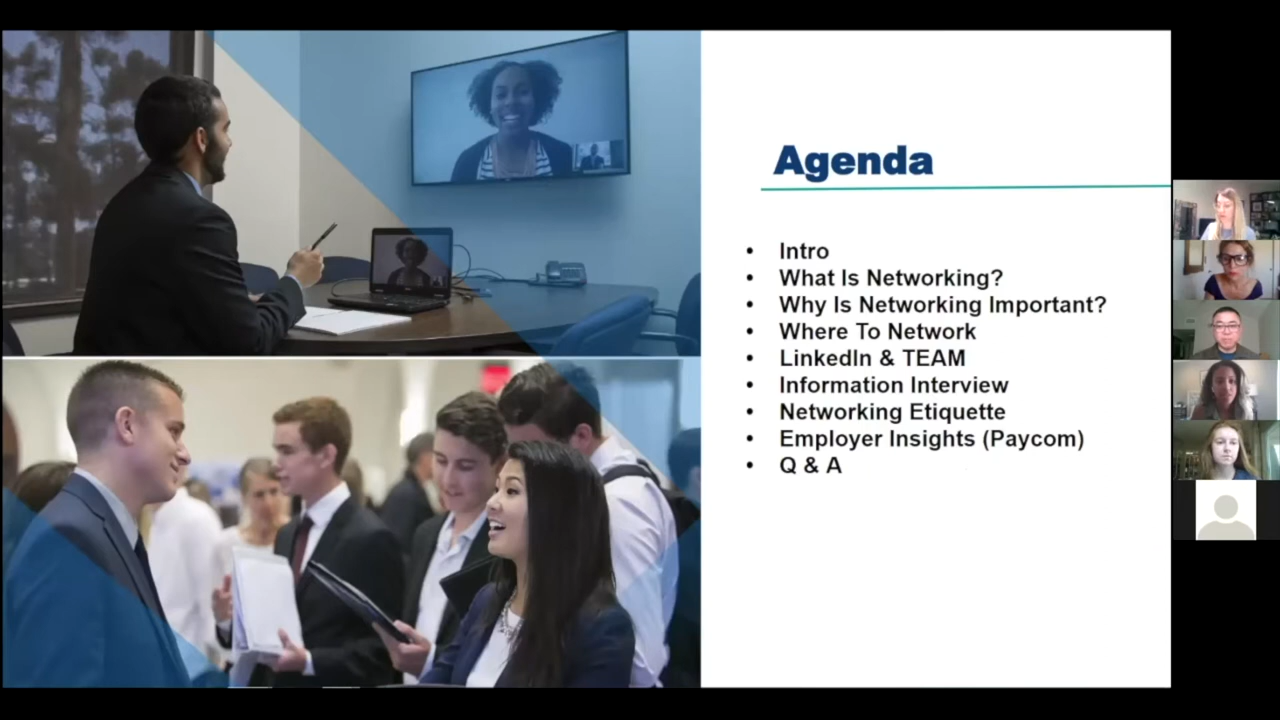 Agenda
• Intro
• What Is Networking?
• Why Is Networking Important?
• Where To Network
• LinkedIn & TEAM
• Information Interview
• Networking Etiquette
• Employer Insights (Paycom)
• Q & A